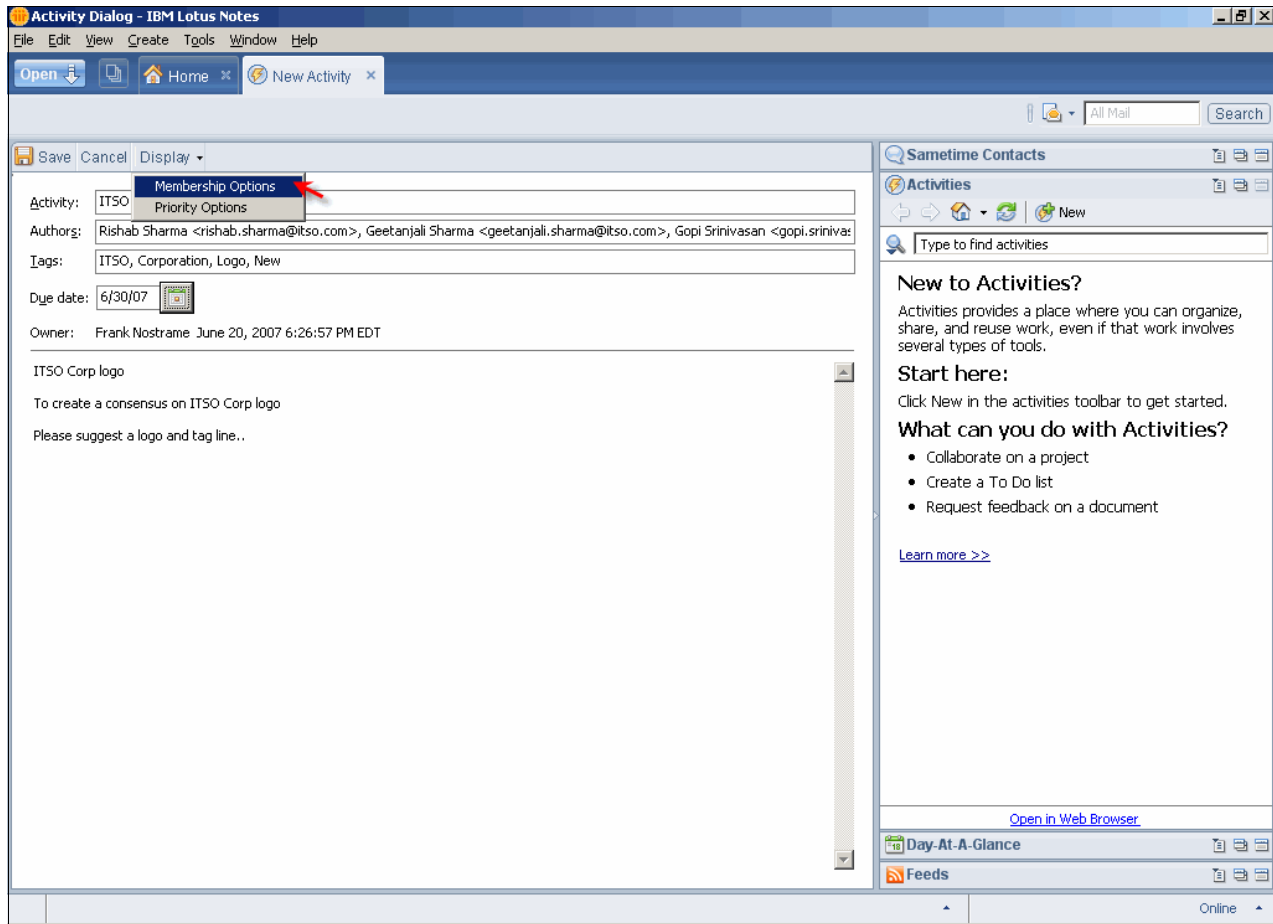 Activity Dialog - IBM Lotus Notes
File Edit View Create Tools Window Help
Open Home New Activity
All Mail Search
Save Cancel Display
Membership Options
Priority Options
Activity: ITSO
Authors: Rishab Sharma <rishab.sharma@itso.com>, Geetanjali Sharma <geetanjali.sharma@itso.com>, Gopi Srinivasan <gopi.srinivas
Tags: ITSO, Corporation, Logo, New
Due date: 6/30/07
Owner: Frank Nostrame June 20, 2007 6:26:57 PM EDT
ITSO Corp logo
To create a consensus on ITSO Corp logo
Please suggest a logo and tag line..
Sametime Contacts
Activities
New
Type to find activities
New to Activities?
Activities provides a place where you can organize,
share, and reuse work, even if that work involves
several types of tools.
Start here:
Click New in the activities toolbar to get started.
What can you do with Activities?
• Collaborate on a project
• Create a To Do list
• Request feedback on a document
Learn more >>
Open in Web Browser
Day-At-A-Glance
Feeds
Online